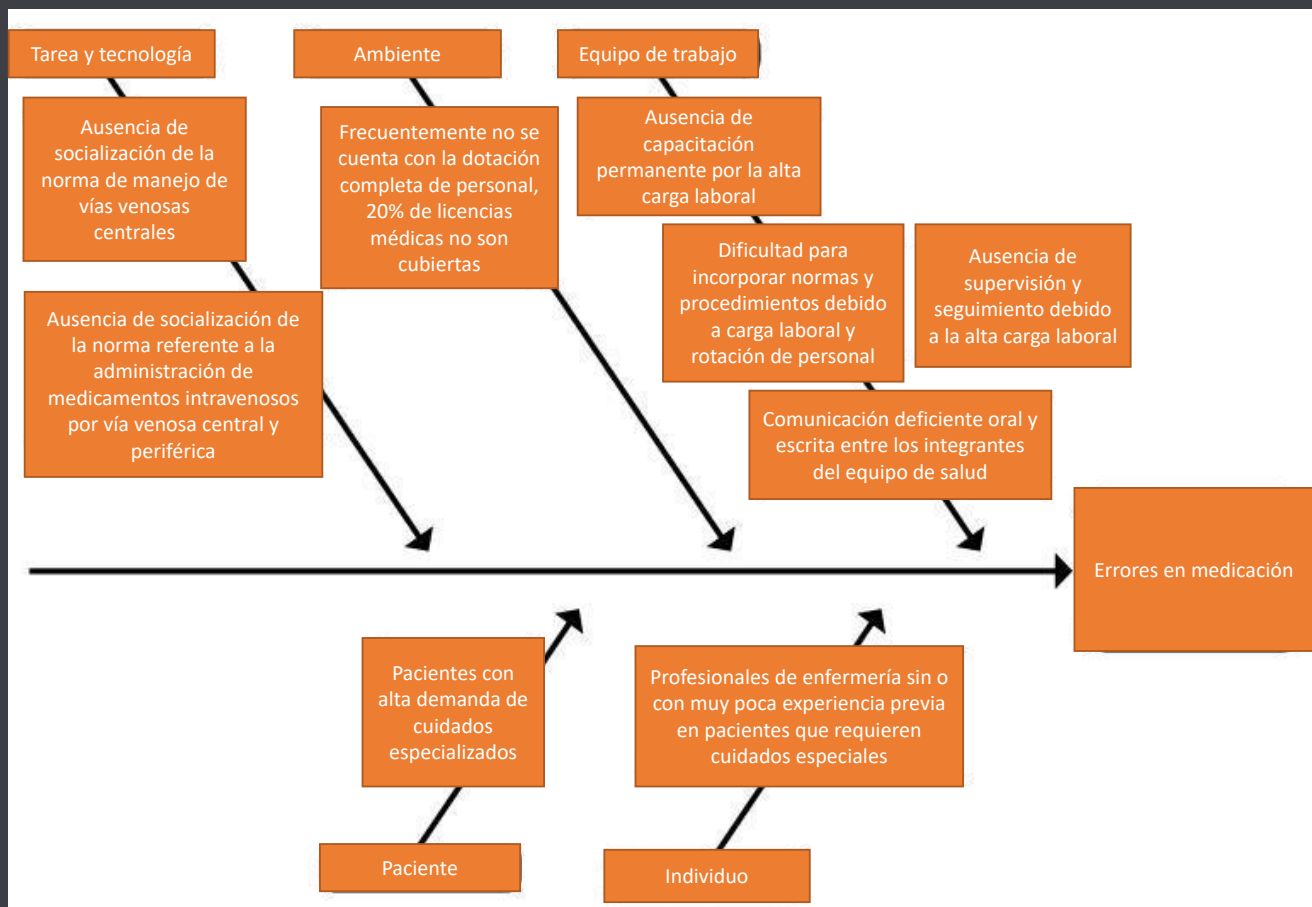 Tarea y tecnología
Ambiente
Equipo de trabajo
Ausencia de
socialización de la
norma de manejo de
vías venosas
centrales
Frecuentemente no se
cuenta con la dotación
completa de personal,
20% de licencias
médicas no son
cubiertas
Ausencia de
capacitación
permanente por la alta
carga laboral
Dificultad para
incorporar normas y
procedimientos debido
a carga laboral y
rotación de personal
Ausencia de
supervisión y
seguimiento debido
a la alta carga laboral
Ausencia de socialización de
la norma referente a la
administración de
medicamentos intravenosos
por vía venosa central y
periférica
Comunicación deficiente oral y
escrita entre los integrantes
del equipo de salud
Errores en medicación
Pacientes con
alta demanda de
cuidados
especializados
Profesionales de enfermería sin o
con muy poca experiencia previa
en pacientes que requieren
cuidados especiales
Paciente
Individuo